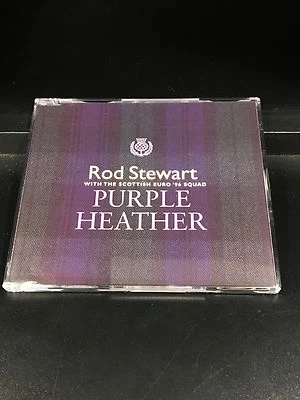 Rod Stewart
WITH THE SCOTTISH EURO '96 SQUAD
PURPLE
HEATHER